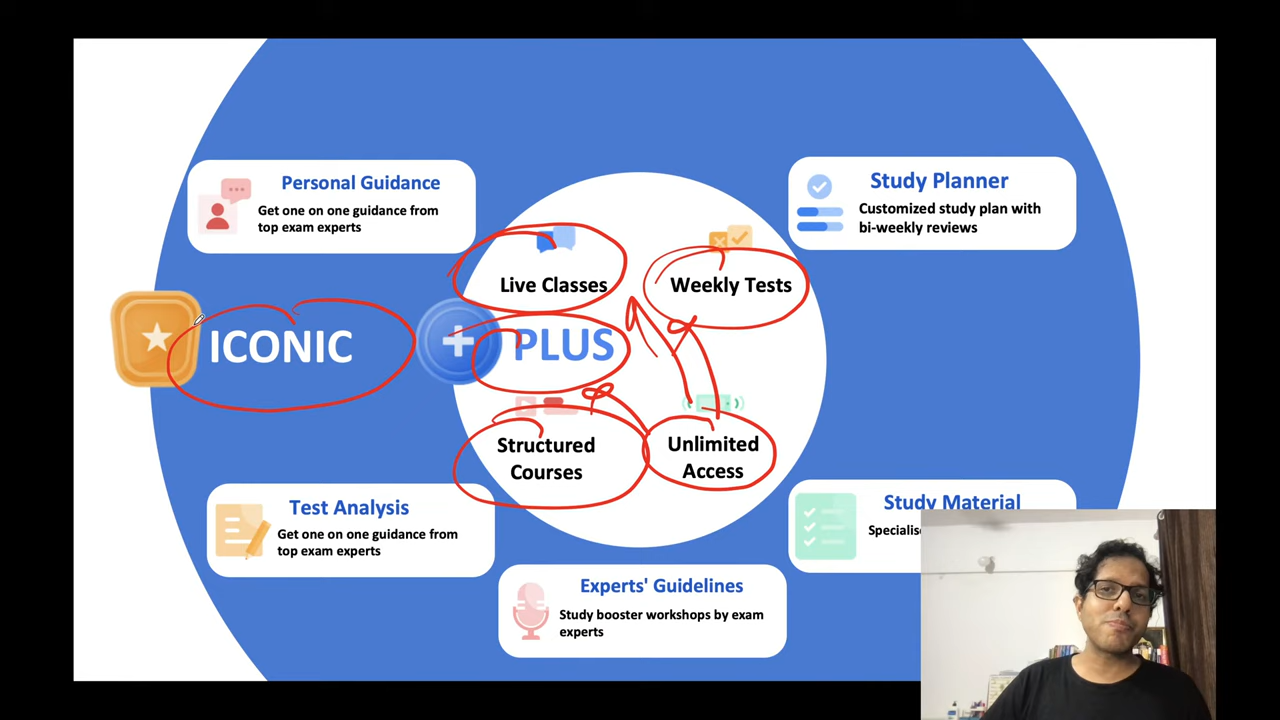 Personal Guidance
Get one on one guidance from
top exam experts
Study Planner
Customized study plan with
bi-weekly reviews
Live Classes
Weekly Tests
ICONIC
PLUS
Structured
Courses
Unlimited
Access
Test Analysis
Get one on one guidance from
top exam experts
Study Material
Experts' Guidelines
Study booster workshops by exam
experts